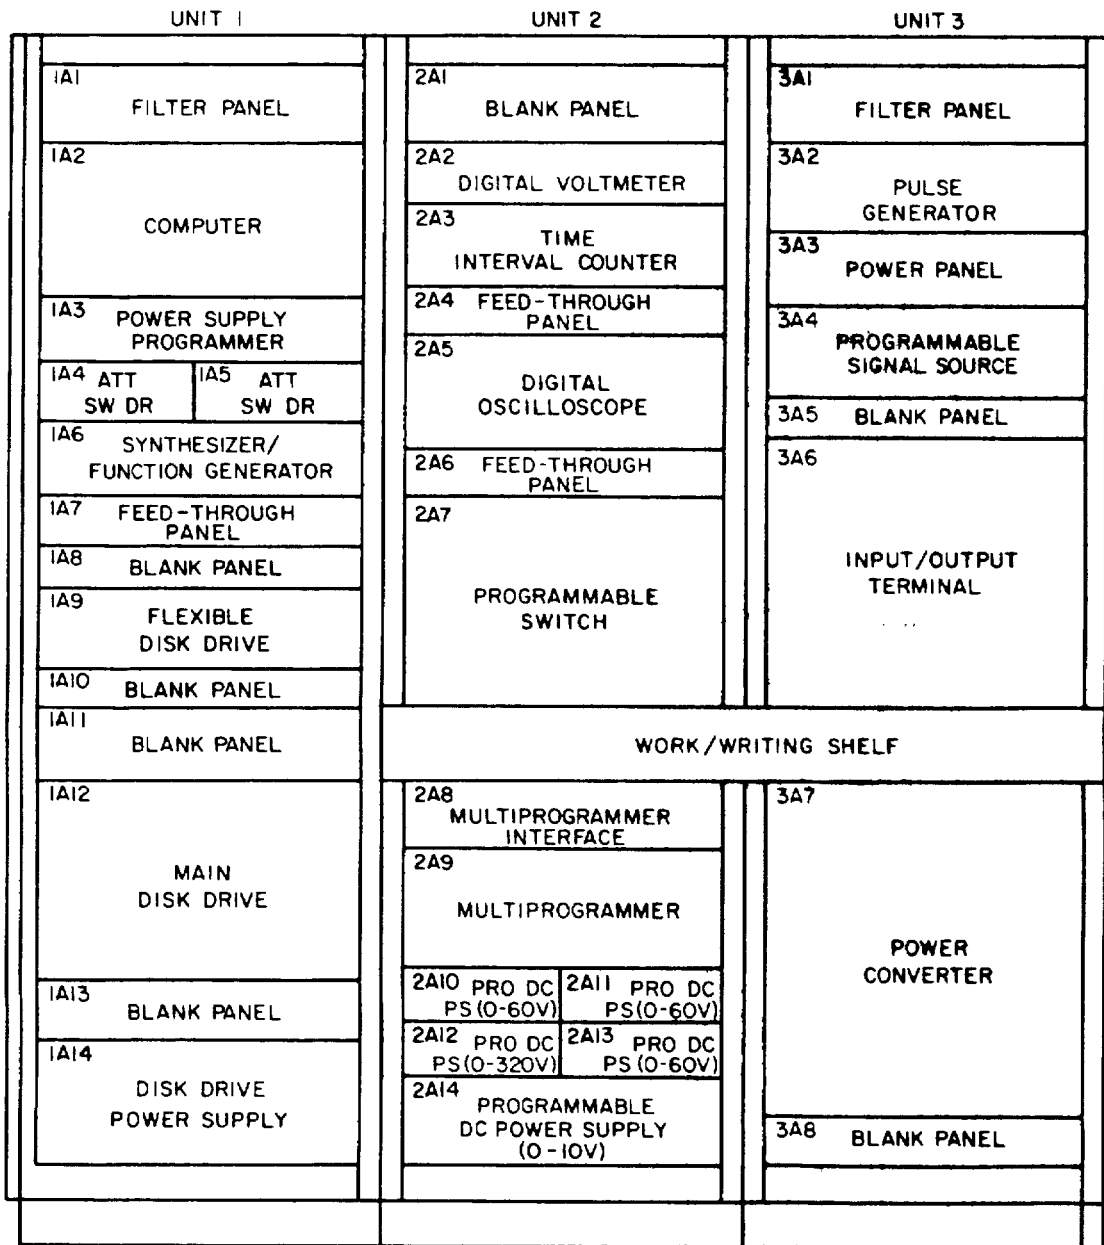 UNIT 1
1A1
FILTER PANEL
1A2
COMPUTER
1A3
POWER SUPPLY
PROGRAMMER
1A4 ATT
SW DR
1A5 ATT
SW DR
1A6
SYNTHESIZER/
FUNCTION GENERATOR
1A7 FEED-THROUGH
PANEL
1A8
BLANK PANEL
1A9
FLEXIBLE
DISK DRIVE
1A10
BLANK PANEL
1A11
BLANK PANEL
1A12
MAIN
DISK DRIVE
1A13
BLANK PANEL
1A14
DISK DRIVE
POWER SUPPLY
UNIT 2
2A1
BLANK PANEL
2A2
DIGITAL VOLTMETER
2A3
TIME
INTERVAL COUNTER
2A4 FEED-THROUGH
PANEL
2A5
DIGITAL
OSCILLOSCOPE
2A6 FEED-THROUGH
PANEL
2A7
PROGRAMMABLE
SWITCH
WORK/WRITING SHELF
2A8
MULTIPROGRAMMER
INTERFACE
2A9
MULTIPROGRAMMER
2A10 PRO DC
PS(0-60V)
2A11 PRO DC
PS(0-60V)
2A12 PRO DC
PS(0-320V)
2A13 PRO DC
PS(0-60V)
2A14
PROGRAMMABLE
DC POWER SUPPLY
(0-10V)
UNIT 3
3A1
FILTER PANEL
3A2
PULSE
GENERATOR
3A3
POWER PANEL
3A4
PROGRAMMABLE
SIGNAL SOURCE
3A5 BLANK PANEL
3A6
INPUT/OUTPUT
TERMINAL
3A7
POWER
CONVERTER
3A8 BLANK PANEL